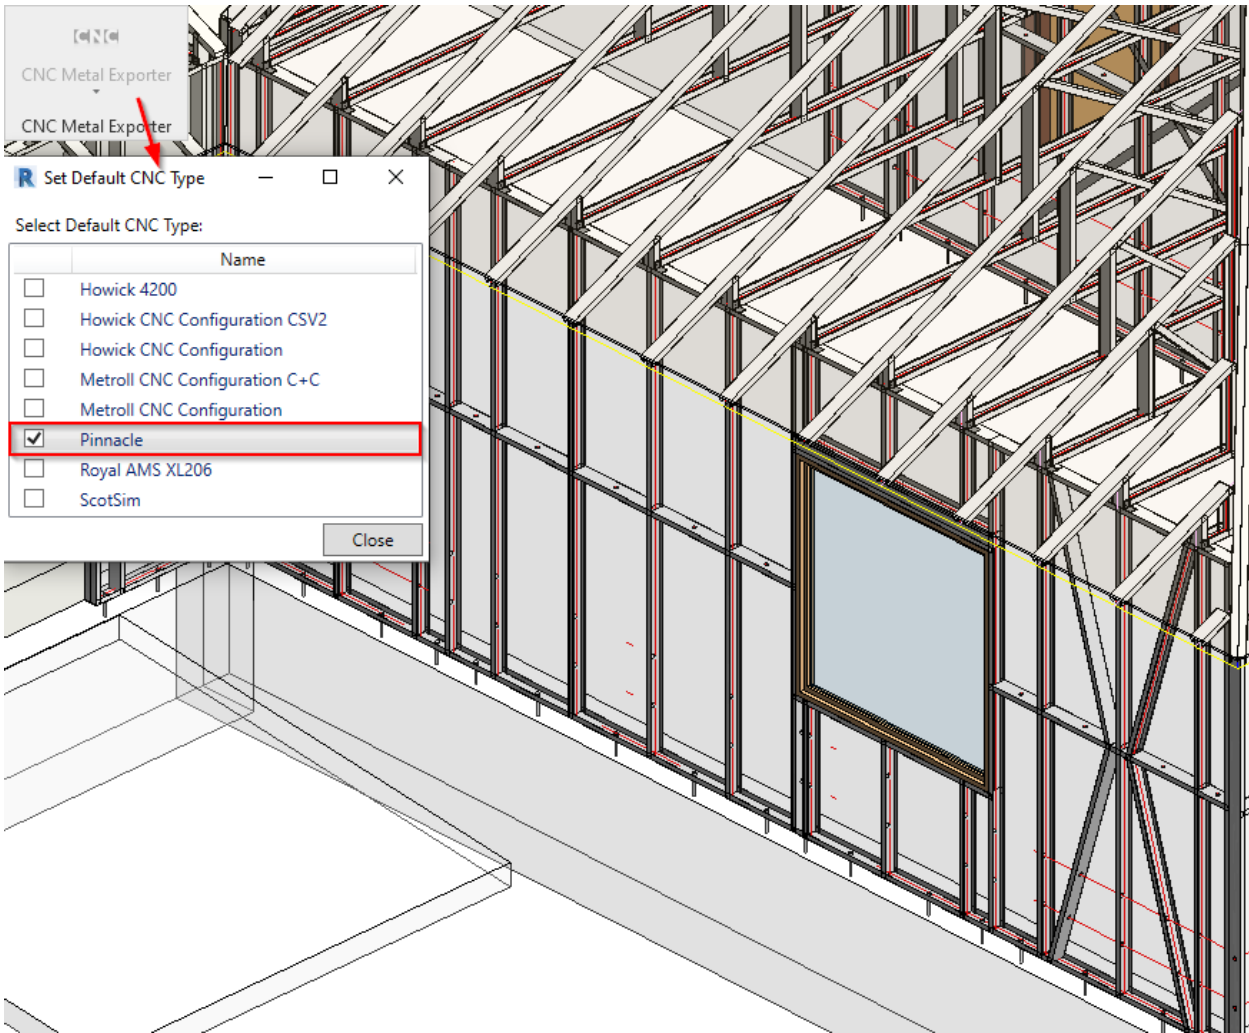 CNC
CNC Metal Exporter
CNC Metal Exporter
R Set Default CNC Type
Select Default CNC Type:
Name
Howick 4200
Howick CNC Configuration CSV2
Howick CNC Configuration
Metroll CNC Configuration C+C
Metroll CNC Configuration
Pinnacle
Royal AMS XL206
ScotSim
Close